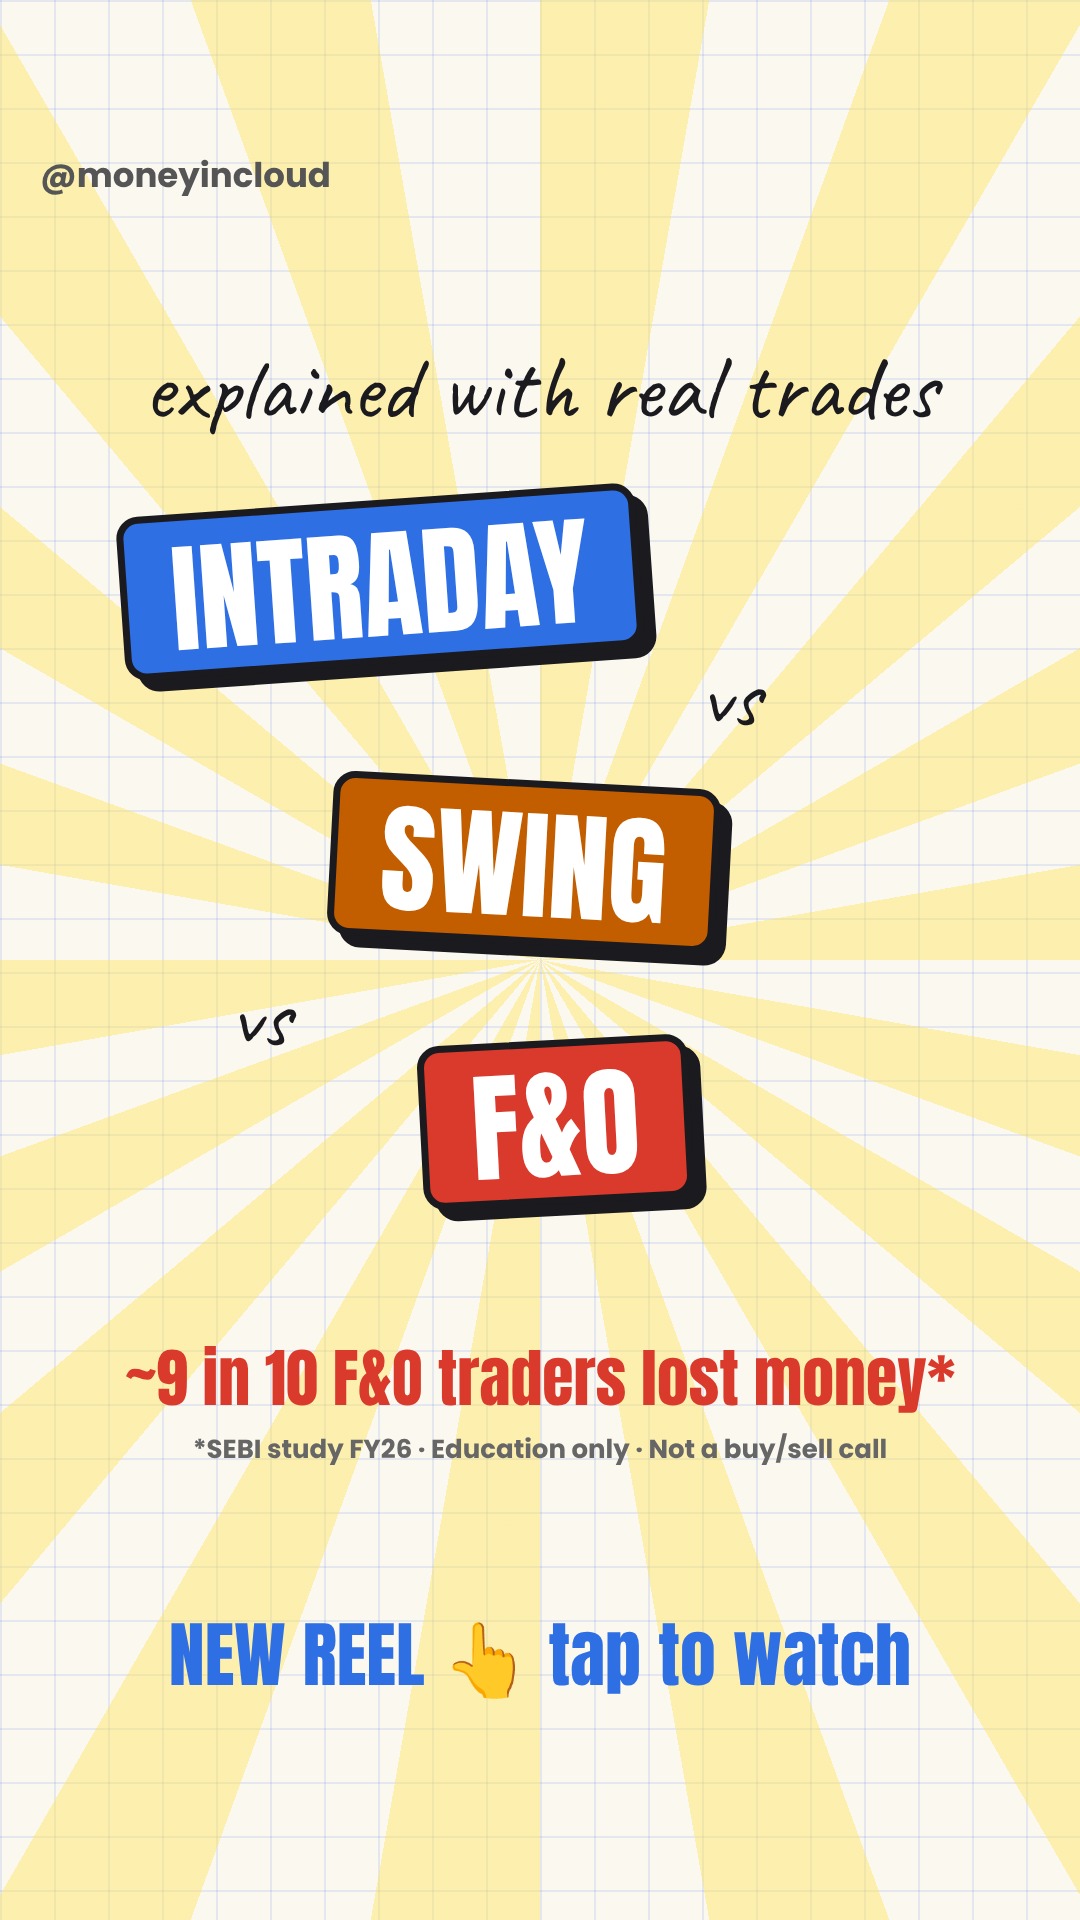 @moneyincloud
explained with real trades
INTRADAY
vs
SWING
vs
F&O
~9 in 10 F&O traders lost money*
*SEBI study FY26 · Education only · Not a buy/sell call
NEW REEL 👆 tap to watch